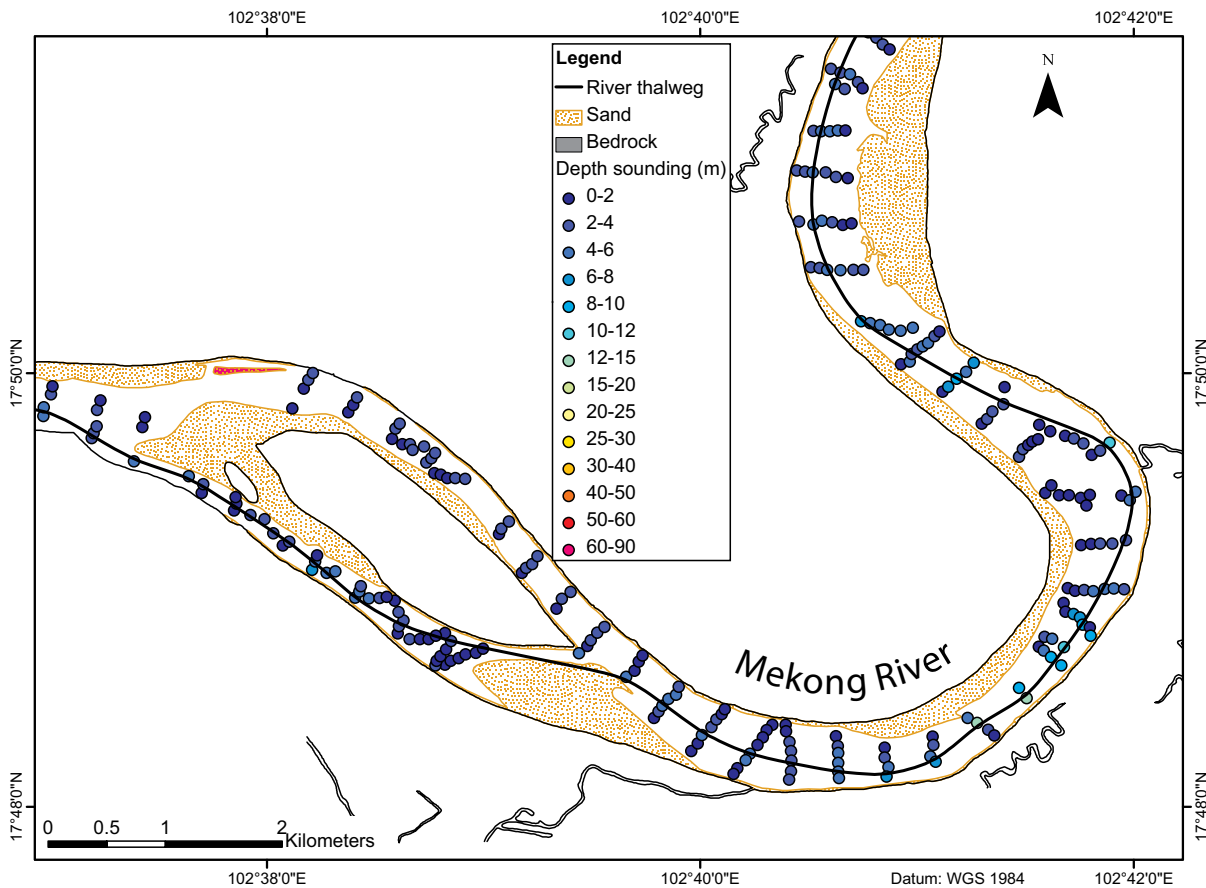 102°38'0"E 102°40'0"E 102°42'0"E
N
Legend
River thalweg
Sand
Bedrock
Depth sounding (m)
0-2
2-4
4-6
6-8
8-10
10-12
12-15
15-20
20-25
25-30
30-40
40-50
50-60
60-90
17°50'0"N 17°50'0"N
Mekong River
17°48'0"N 17°48'0"N
0 0.5 1 2
Kilometers
Datum: WGS 1984
102°38'0"E 102°40'0"E 102°42'0"E